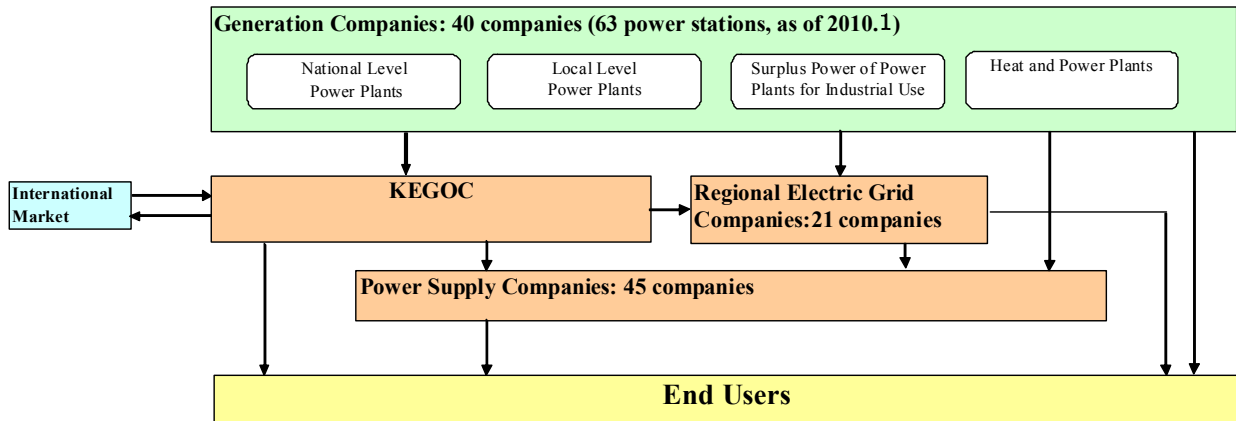 Generation Companies: 40 companies (63 power stations, as of 2010.1)
National Level
Power Plants
Local Level
Power Plants
Surplus Power of Power
Plants for Industrial Use
Heat and Power Plants
International
Market
KEGOC
Regional Electric Grid
Companies:21 companies
Power Supply Companies: 45 companies
End Users